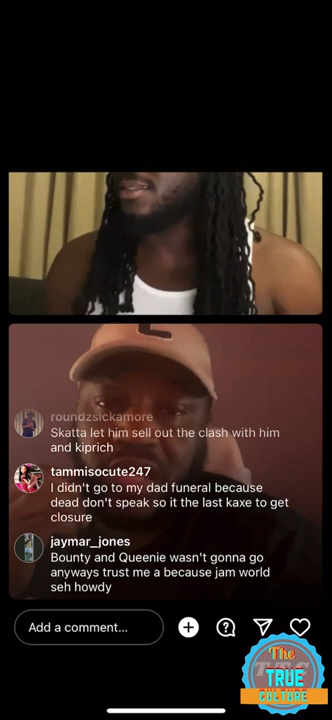 roundzsickamore
Skatta let him sell out the clash with him
and kiprich
tammisocute247
I didn't go to my dad funeral because
dead don't speak so it the last kaxe to get
closure
jaymar_jones
Bounty and Queenie wasn't gonna go
anyways trust me a because jam world
seh howdy
Add a comment...
The
TRUE
CULTURE